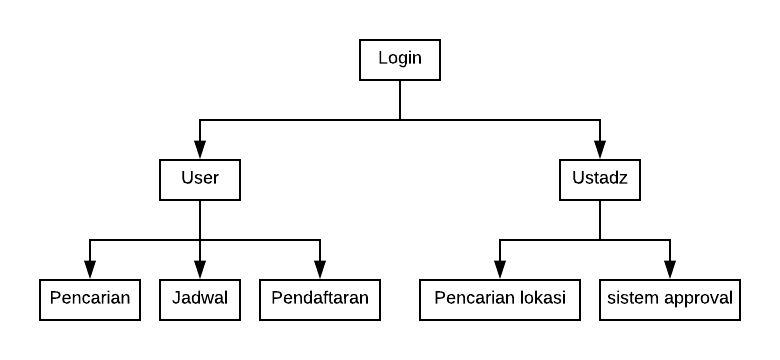 Login
User
Ustadz
Pencarian
Jadwal
Pendaftaran
Pencarian lokasi
sistem approval